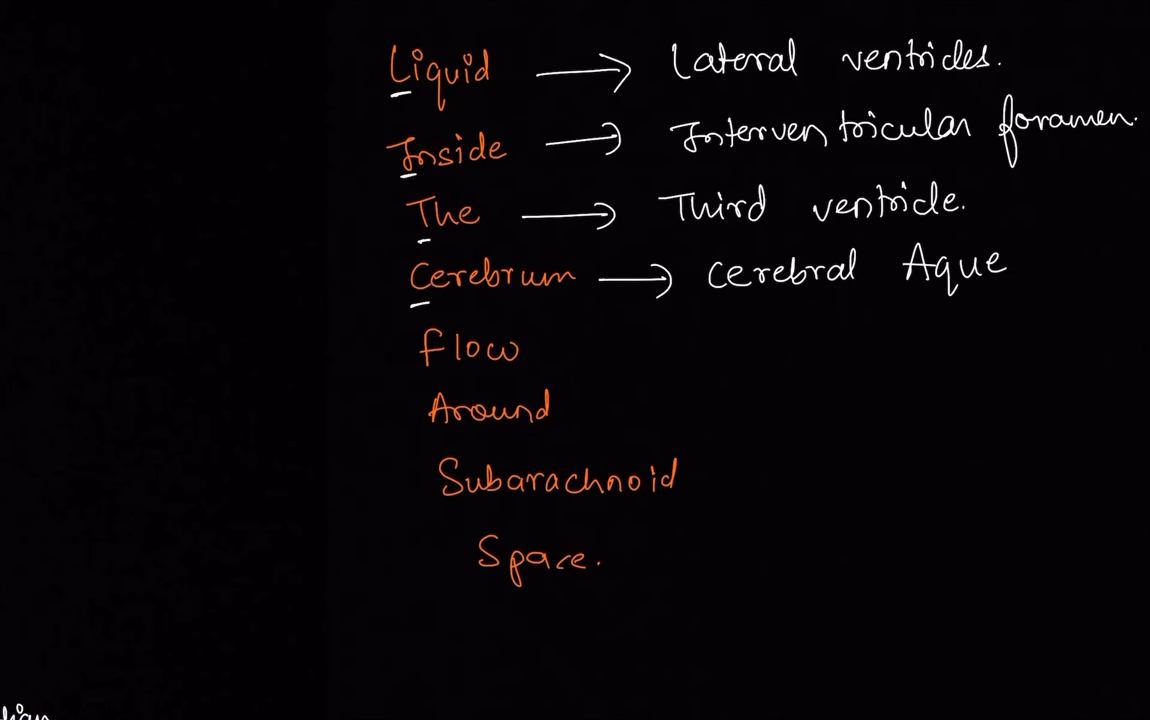 Liquid → Lateral ventricles.
Inside → Interventricular foramen.
The → Third ventricle.
Cerebrum → Cerebral Aque
Flow
Around
Subarachnoid
Space.